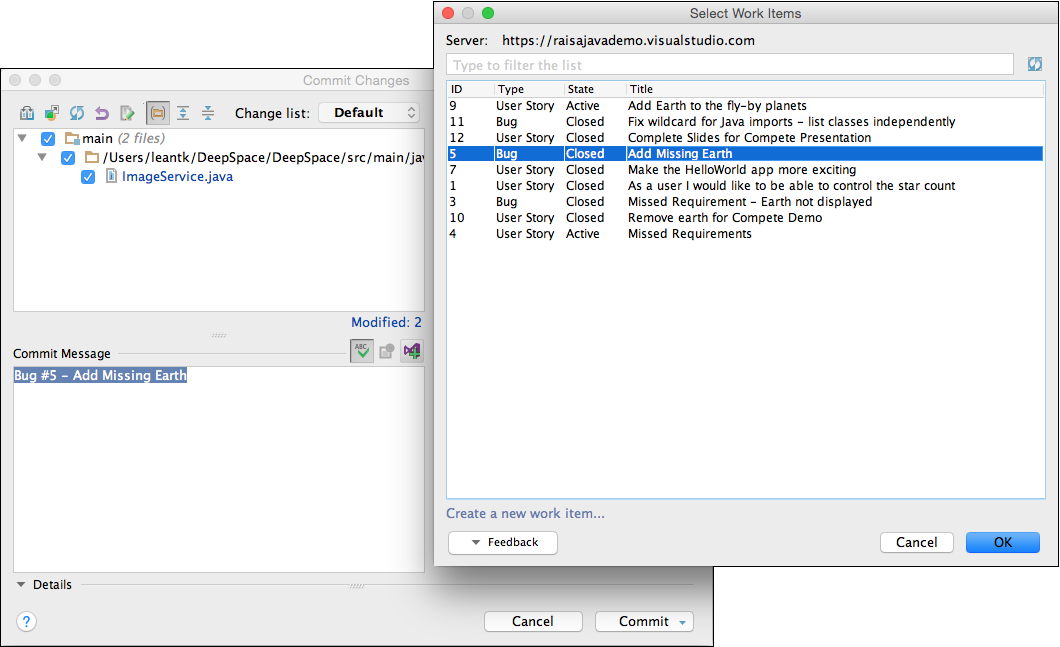 Select Work Items
Server: https://raisajavademo.visualstudio.com
Type to filter the list
ID Type State Title
9 User Story Active Add Earth to the fly-by planets
11 Bug Closed Fix wildcard for Java imports - list classes independently
12 User Story Closed Complete Slides for Compete Presentation
5 Bug Closed Add Missing Earth
7 User Story Closed Make the HelloWorld app more exciting
1 User Story Closed As a user I would like to be able to control the star count
3 Bug Closed Missed Requirement - Earth not displayed
10 User Story Closed Remove earth for Compete Demo
4 User Story Active Missed Requirements
Create a new work item...
Feedback
Cancel
OK
Commit Changes
Change list: Default
main (2 files)
/Users/leantk/DeepSpace/DeepSpace/src/main/jav
ImageService.java
Modified: 2
Commit Message
ABC
Bug #5 - Add Missing Earth
Details
?
Cancel
Commit